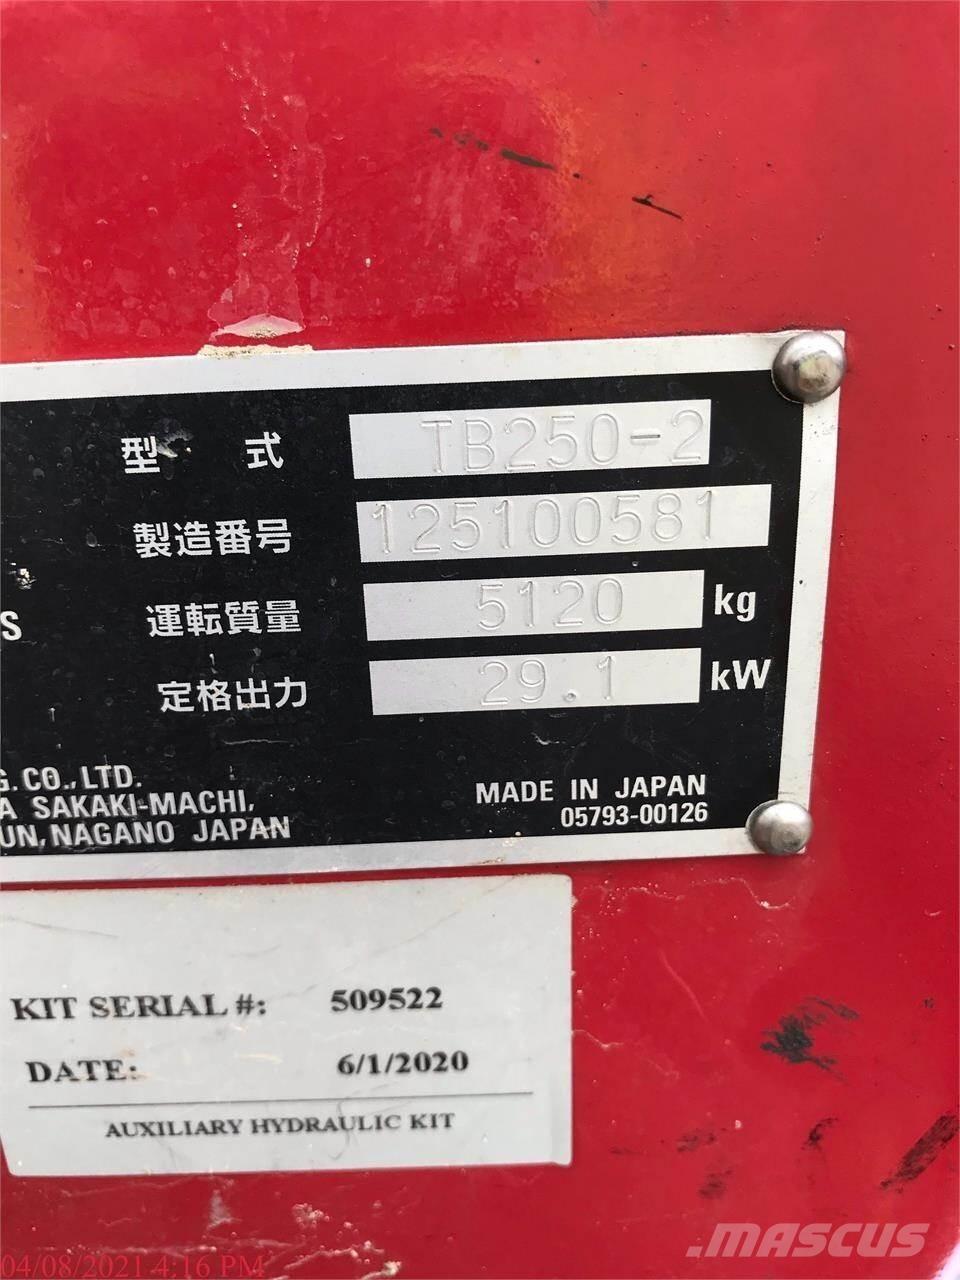 型 式 TB250-2
製造番号 125100581
S 運転質量 5120 kg
定格出力 29.1 kW
G. CO., LTD.
A SAKAKI-MACHI,
UN, NAGANO JAPAN
MADE IN JAPAN
05793-00126
KIT SERIAL #: 509522
DATE: 6/1/2020
AUXILIARY HYDRAULIC KIT
04/08/2021 4:16 PM
MASCUS